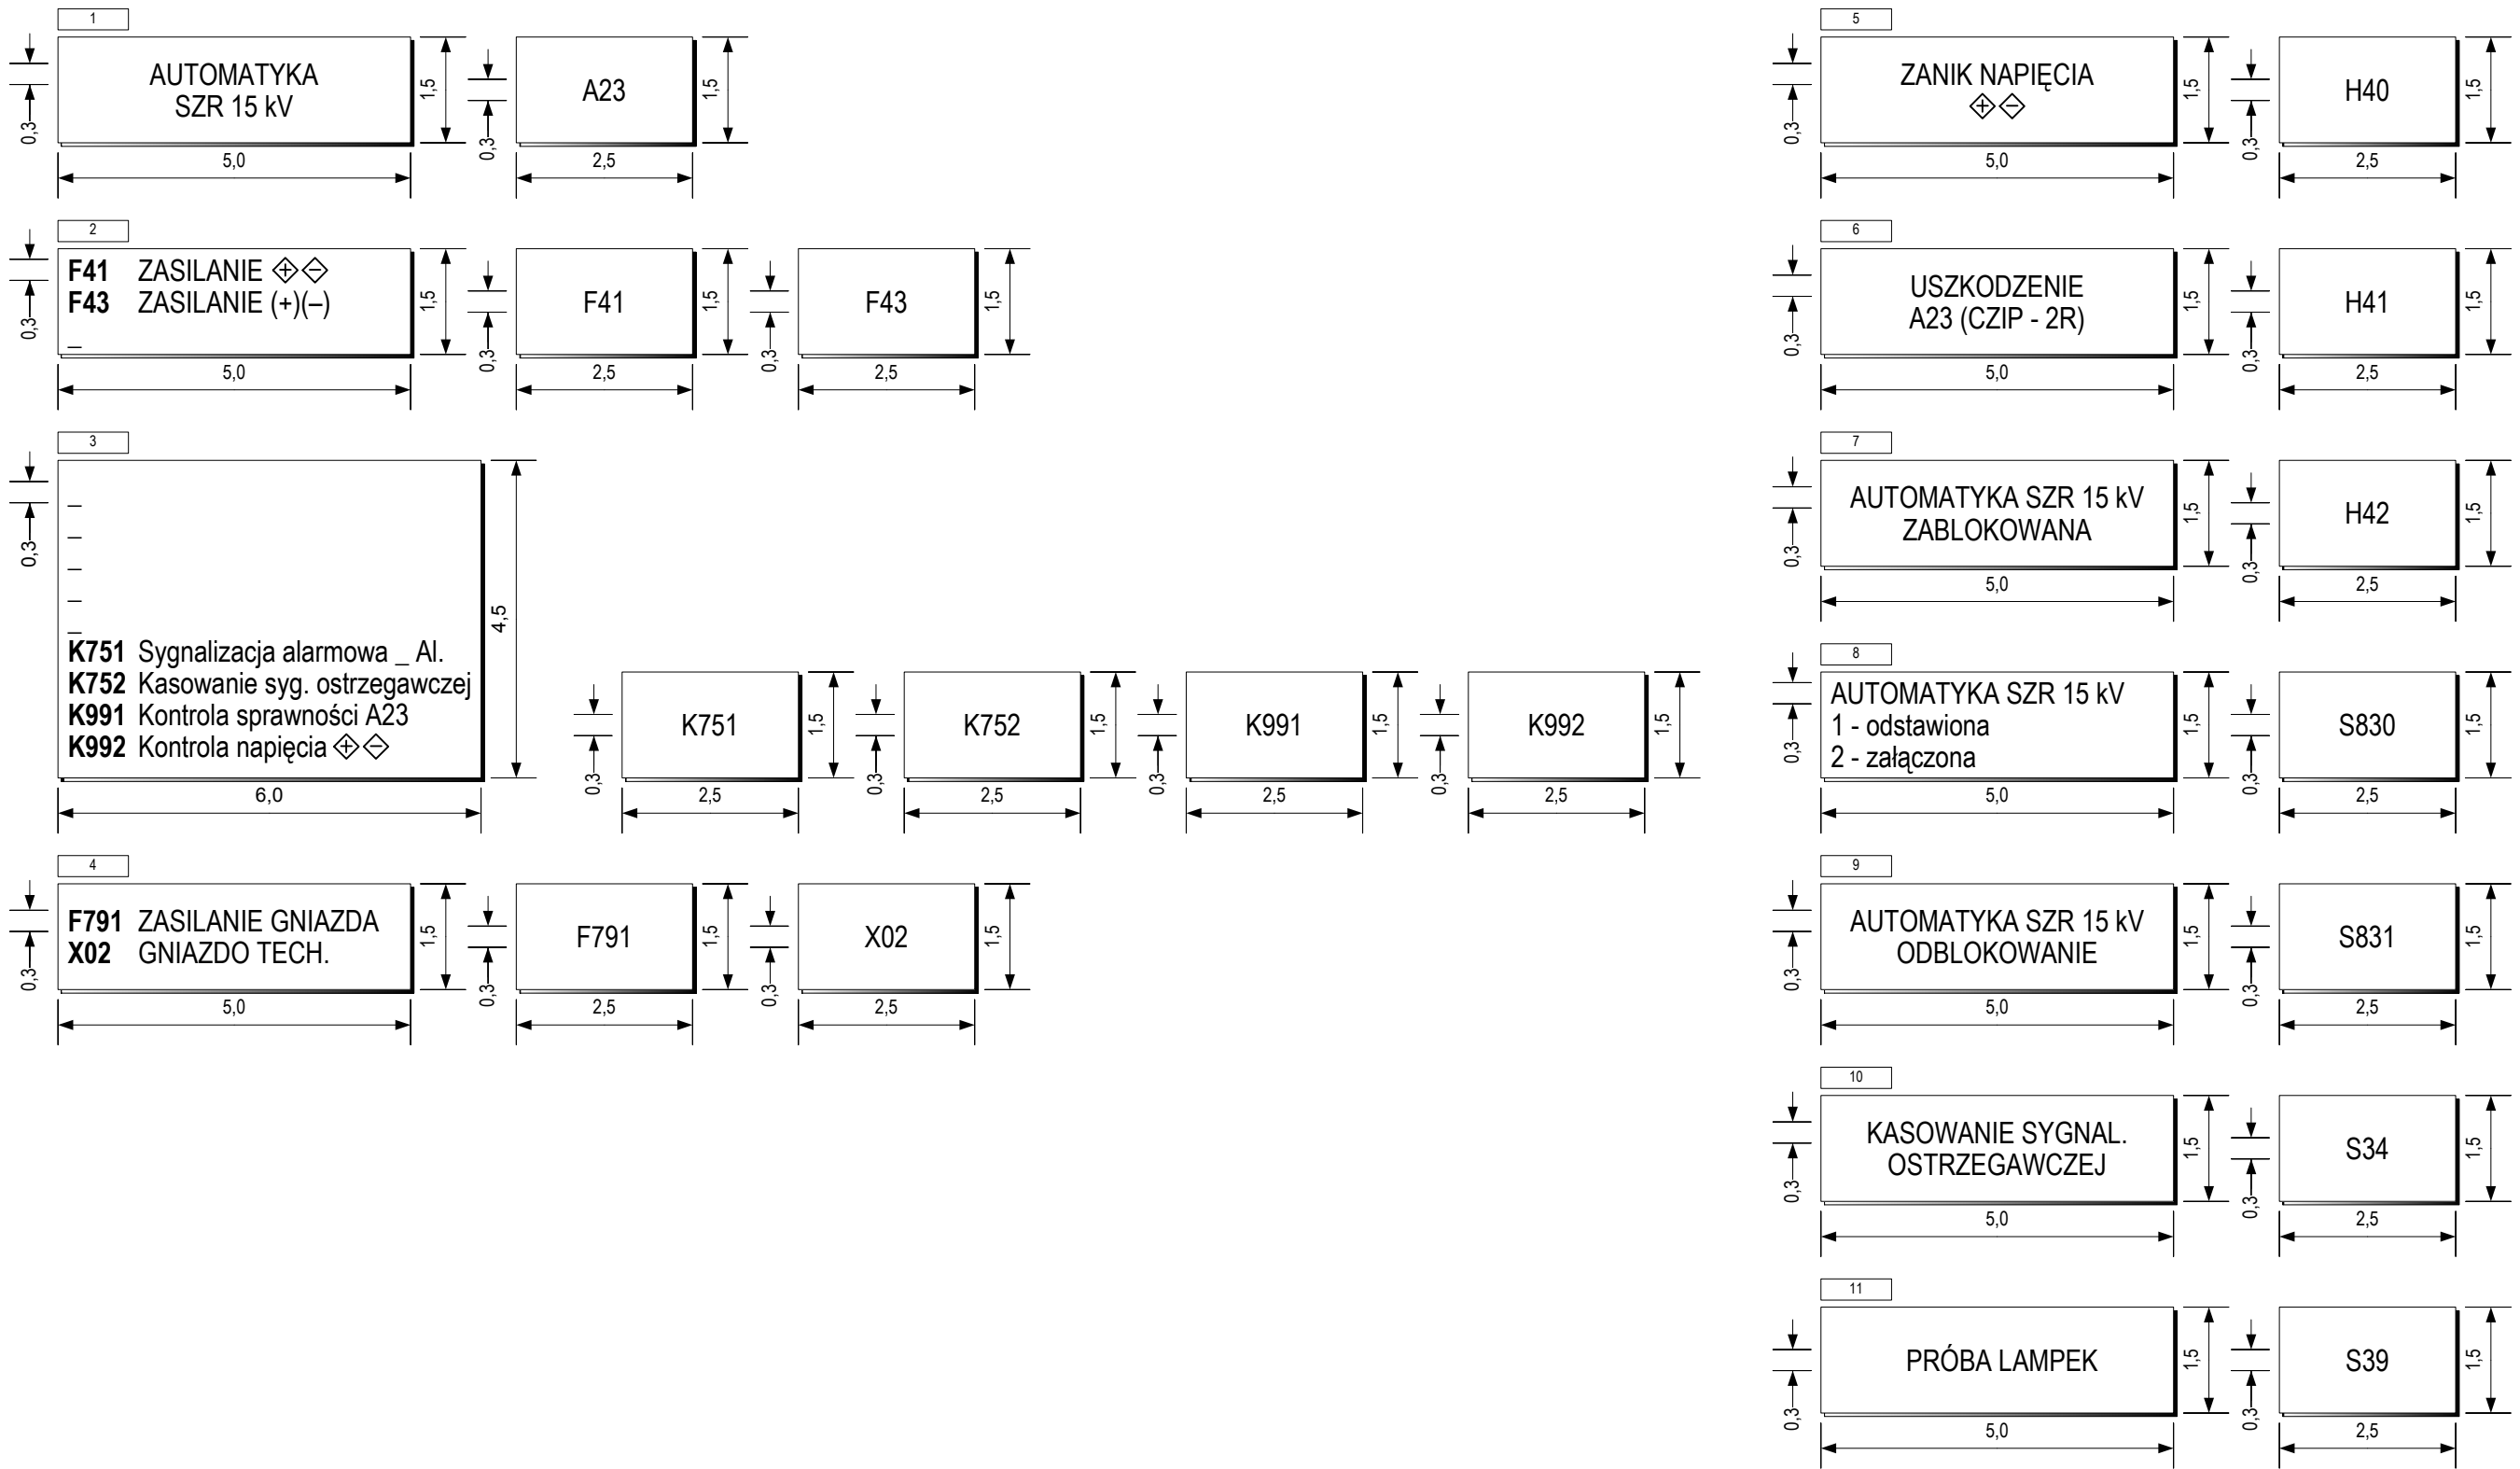 1
AUTOMATYKA
SZR 15 kV
0,3
1,5
5,0
A23
0,3
1,5
2,5
2
F41 ZASILANIE
F43 ZASILANIE (+)(–)
_
0,3
1,5
5,0
F41
0,3
1,5
2,5
F43
0,3
1,5
2,5
3
_
_
_
_
_
K751 Sygnalizacja alarmowa _ Al.
K752 Kasowanie syg. ostrzegawczej
K991 Kontrola sprawności A23
K992 Kontrola napięcia
0,3
4,5
6,0
K751
0,3
1,5
2,5
K752
0,3
1,5
2,5
K991
0,3
1,5
2,5
K992
0,3
1,5
2,5
4
F791 ZASILANIE GNIAZDA
X02 GNIAZDO TECH.
0,3
1,5
5,0
F791
0,3
1,5
2,5
X02
0,3
1,5
2,5
5
ZANIK NAPIĘCIA
0,3
1,5
5,0
H40
0,3
1,5
2,5
6
USZKODZENIE
A23 (CZIP - 2R)
0,3
1,5
5,0
H41
0,3
1,5
2,5
7
AUTOMATYKA SZR 15 kV
ZABLOKOWANA
0,3
1,5
5,0
H42
0,3
1,5
2,5
8
AUTOMATYKA SZR 15 kV
1 - odstawiona
2 - załączona
0,3
1,5
5,0
S830
0,3
1,5
2,5
9
AUTOMATYKA SZR 15 kV
ODBLOKOWANIE
0,3
1,5
5,0
S831
0,3
1,5
2,5
10
KASOWANIE SYGNAL.
OSTRZEGAWCZEJ
0,3
1,5
5,0
S34
0,3
1,5
2,5
11
PRÓBA LAMPEK
0,3
1,5
5,0
S39
0,3
1,5
2,5